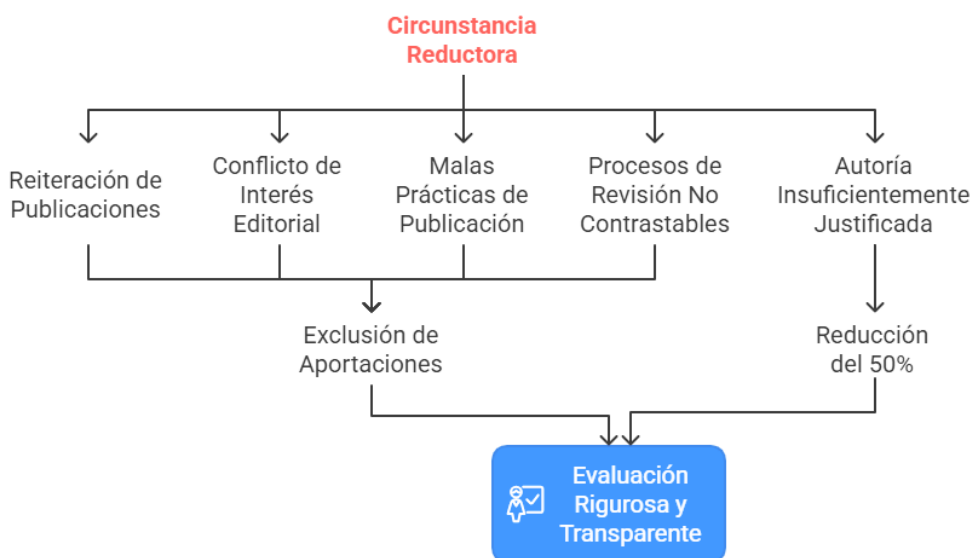 Circunstancia
Reductora
Reiteración de
Publicaciones
Conflicto de
Interés
Editorial
Malas
Prácticas de
Publicación
Procesos de
Revisión No
Contrastables
Autoría
Insuficientemente
Justificada
Exclusión de
Aportaciones
Reducción
del 50%
Evaluación
Rigurosa y
Transparente